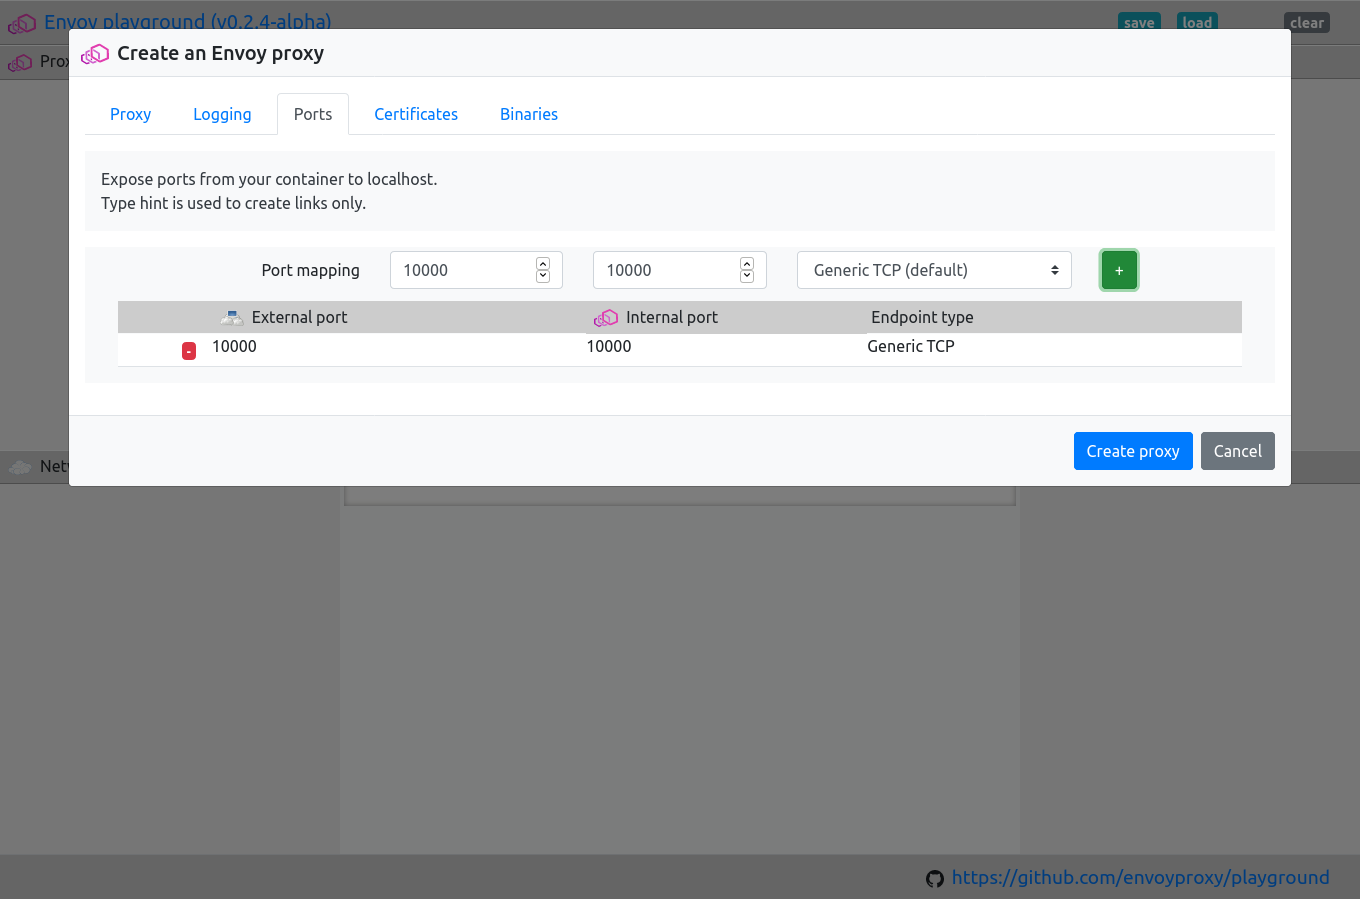 Envoy playground (v0.2.4-alpha)
save
load
clear
Create an Envoy proxy
Proxy
Logging
Ports
Certificates
Binaries
Expose ports from your container to localhost.
Type hint is used to create links only.
Port mapping
10000
10000
Generic TCP (default)
+
External port
Internal port
Endpoint type
-
10000
10000
Generic TCP
Create proxy
Cancel
https://github.com/envoyproxy/playground